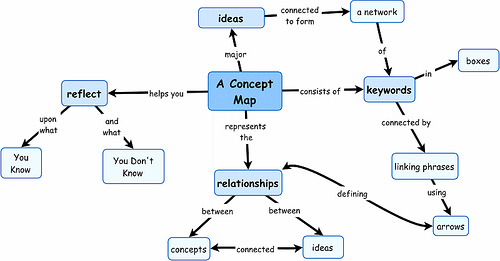 ideas
connected
to form
a network
major
of
in
boxes
A Concept
Map
reflect
helps you
consists of
keywords
upon
what
and
what
represents
the
connected by
You
Know
You Don't
Know
relationships
linking phrases
defining
using
between
between
arrows
concepts
connected
ideas